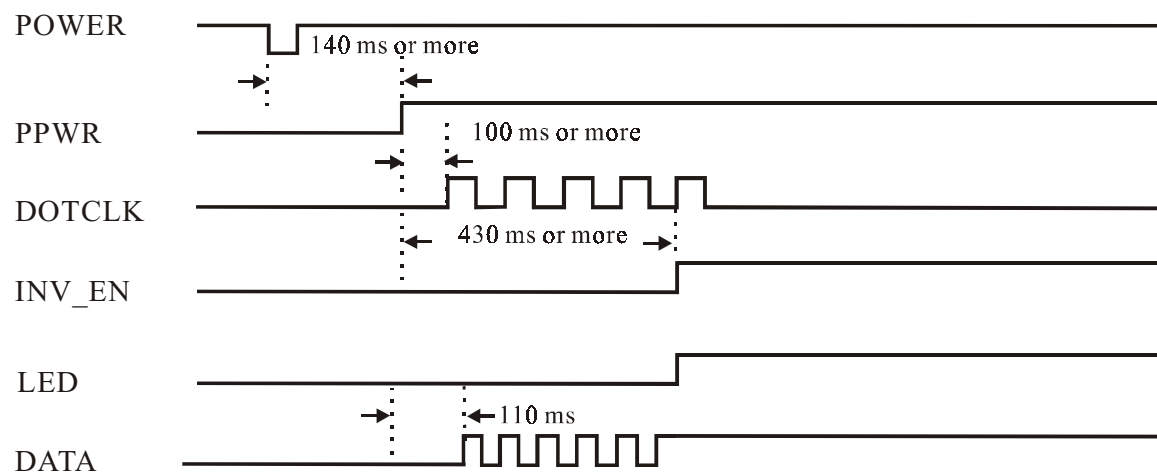 POWER
140 ms or more
PPWR
100 ms or more
DOTCLK
430 ms or more
INV_EN
LED
110 ms
DATA